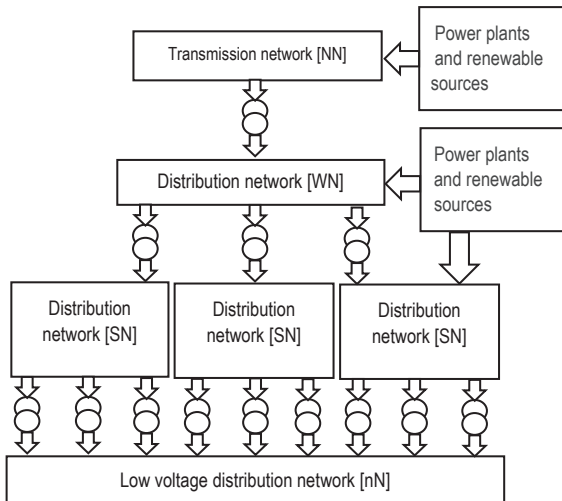 Transmission network [NN]
Power plants
and renewable
sources
Distribution network [WN]
Power plants
and renewable
sources
Distribution
network [SN]
Distribution
network [SN]
Distribution
network [SN]
Low voltage distribution network [nN]